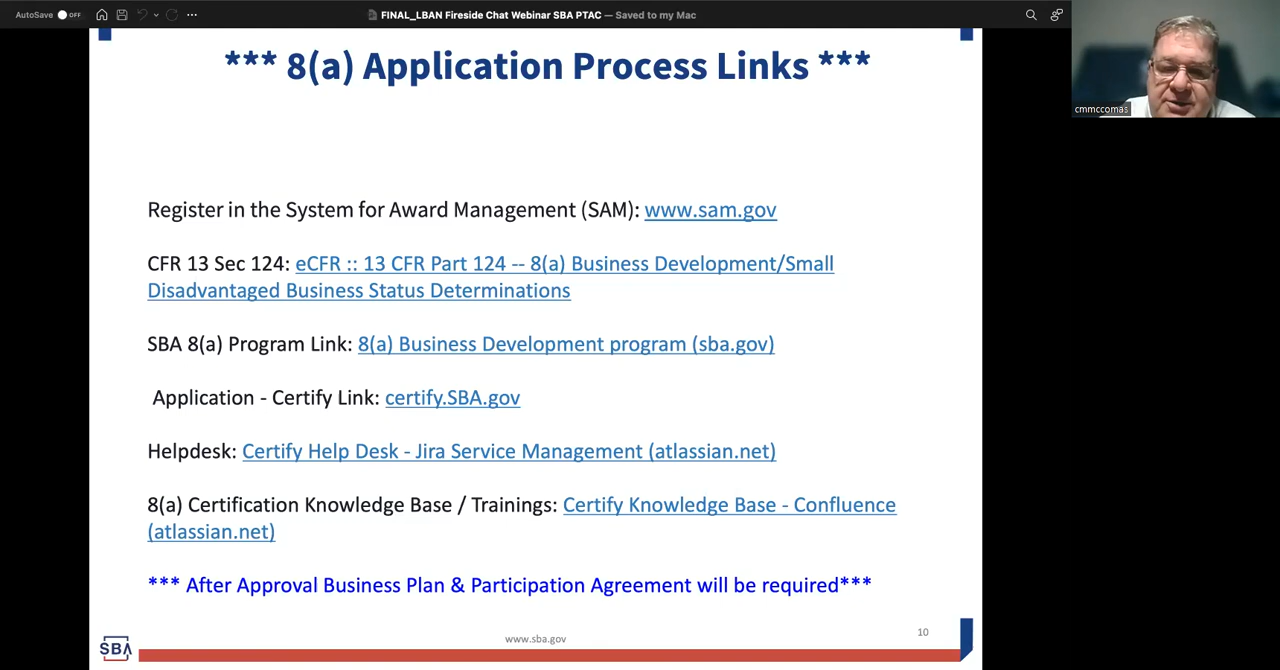 AutoSave OFF
FINAL_LBAN Fireside Chat Webinar SBA PTAC — Saved to my Mac
cmmccomas
*** 8(a) Application Process Links ***
Register in the System for Award Management (SAM): www.sam.gov
CFR 13 Sec 124: eCFR :: 13 CFR Part 124 -- 8(a) Business Development/Small
Disadvantaged Business Status Determinations
SBA 8(a) Program Link: 8(a) Business Development program (sba.gov)
Application - Certify Link: certify.SBA.gov
Helpdesk: Certify Help Desk - Jira Service Management (atlassian.net)
8(a) Certification Knowledge Base / Trainings: Certify Knowledge Base - Confluence
(atlassian.net)
*** After Approval Business Plan & Participation Agreement will be required***
SBA
www.sba.gov
10